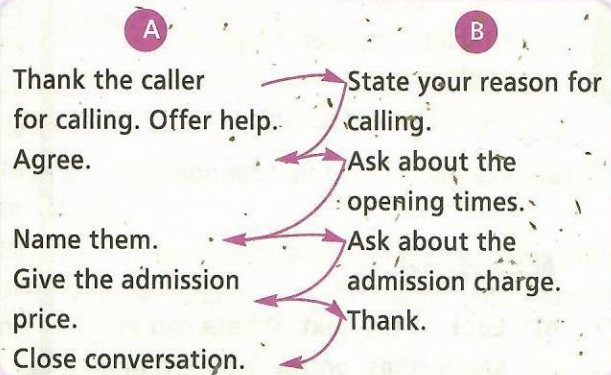 A
Thank the caller
for calling. Offer help.
Agree.
Name them.
Give the admission
price.
Close conversation.
B
State your reason for
calling.
Ask about the
opening times.
Ask about the
admission charge.
Thank.